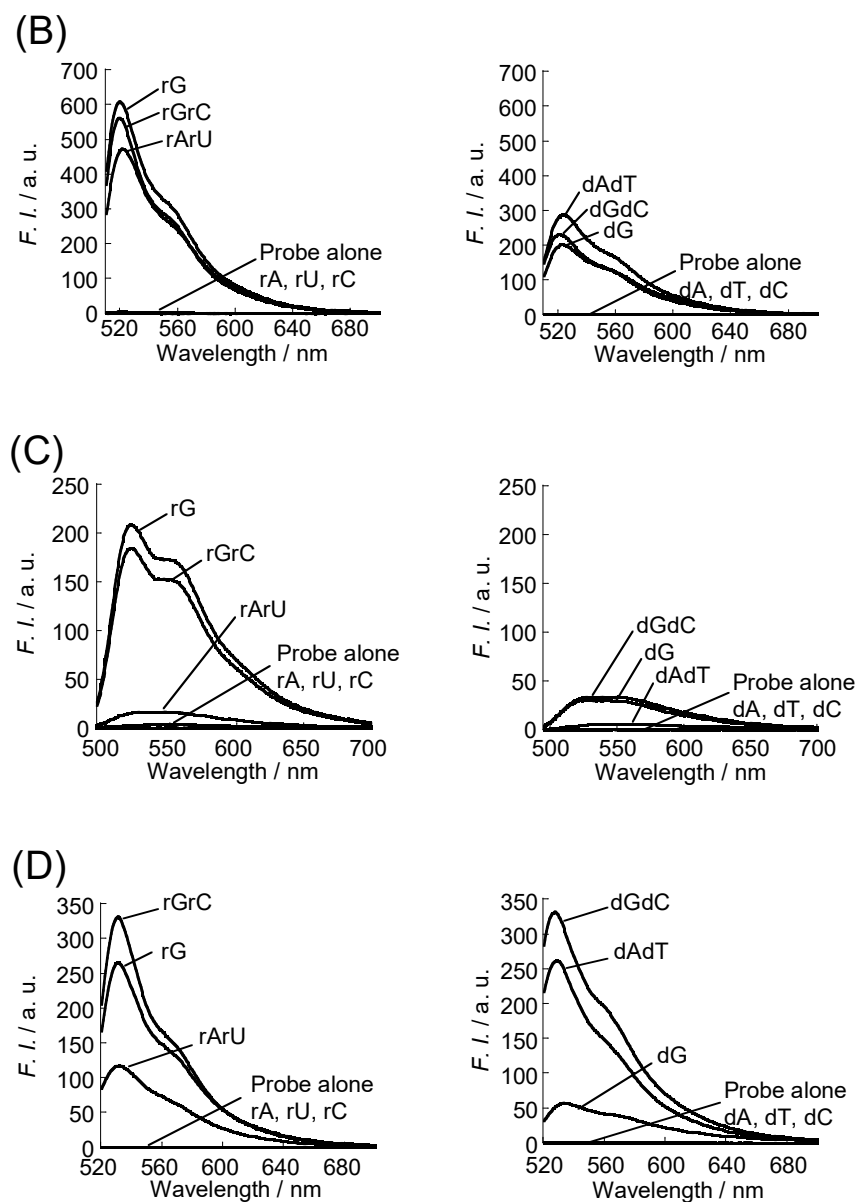 (B)
F. I. / a. u.
700
600
500
400
300
200
100
0
rG
rGrC
rArU
Probe alone
rA, rU, rC
520 560 600 640 680
Wavelength / nm
F. I. / a. u.
700
600
500
400
300
200
100
0
dAdT
dGdC
dG
Probe alone
dA, dT, dC
520 560 600 640 680
Wavelength / nm
(C)
F. I. / a. u.
250
200
150
100
50
0
rG
rGrC
rArU
Probe alone
rA, rU, rC
500 550 600 650 700
Wavelength / nm
F. I. / a. u.
250
200
150
100
50
0
dGdC
dG
dAdT
Probe alone
dA, dT, dC
500 550 600 650 700
Wavelength / nm
(D)
F. I. / a. u.
350
300
250
200
150
100
50
0
rGrC
rG
rArU
Probe alone
rA, rU, rC
520 560 600 640 680
Wavelength / nm
F. I. / a. u.
350
300
250
200
150
100
50
0
dGdC
dAdT
dG
Probe alone
dA, dT, dC
520 560 600 640 680
Wavelength / nm